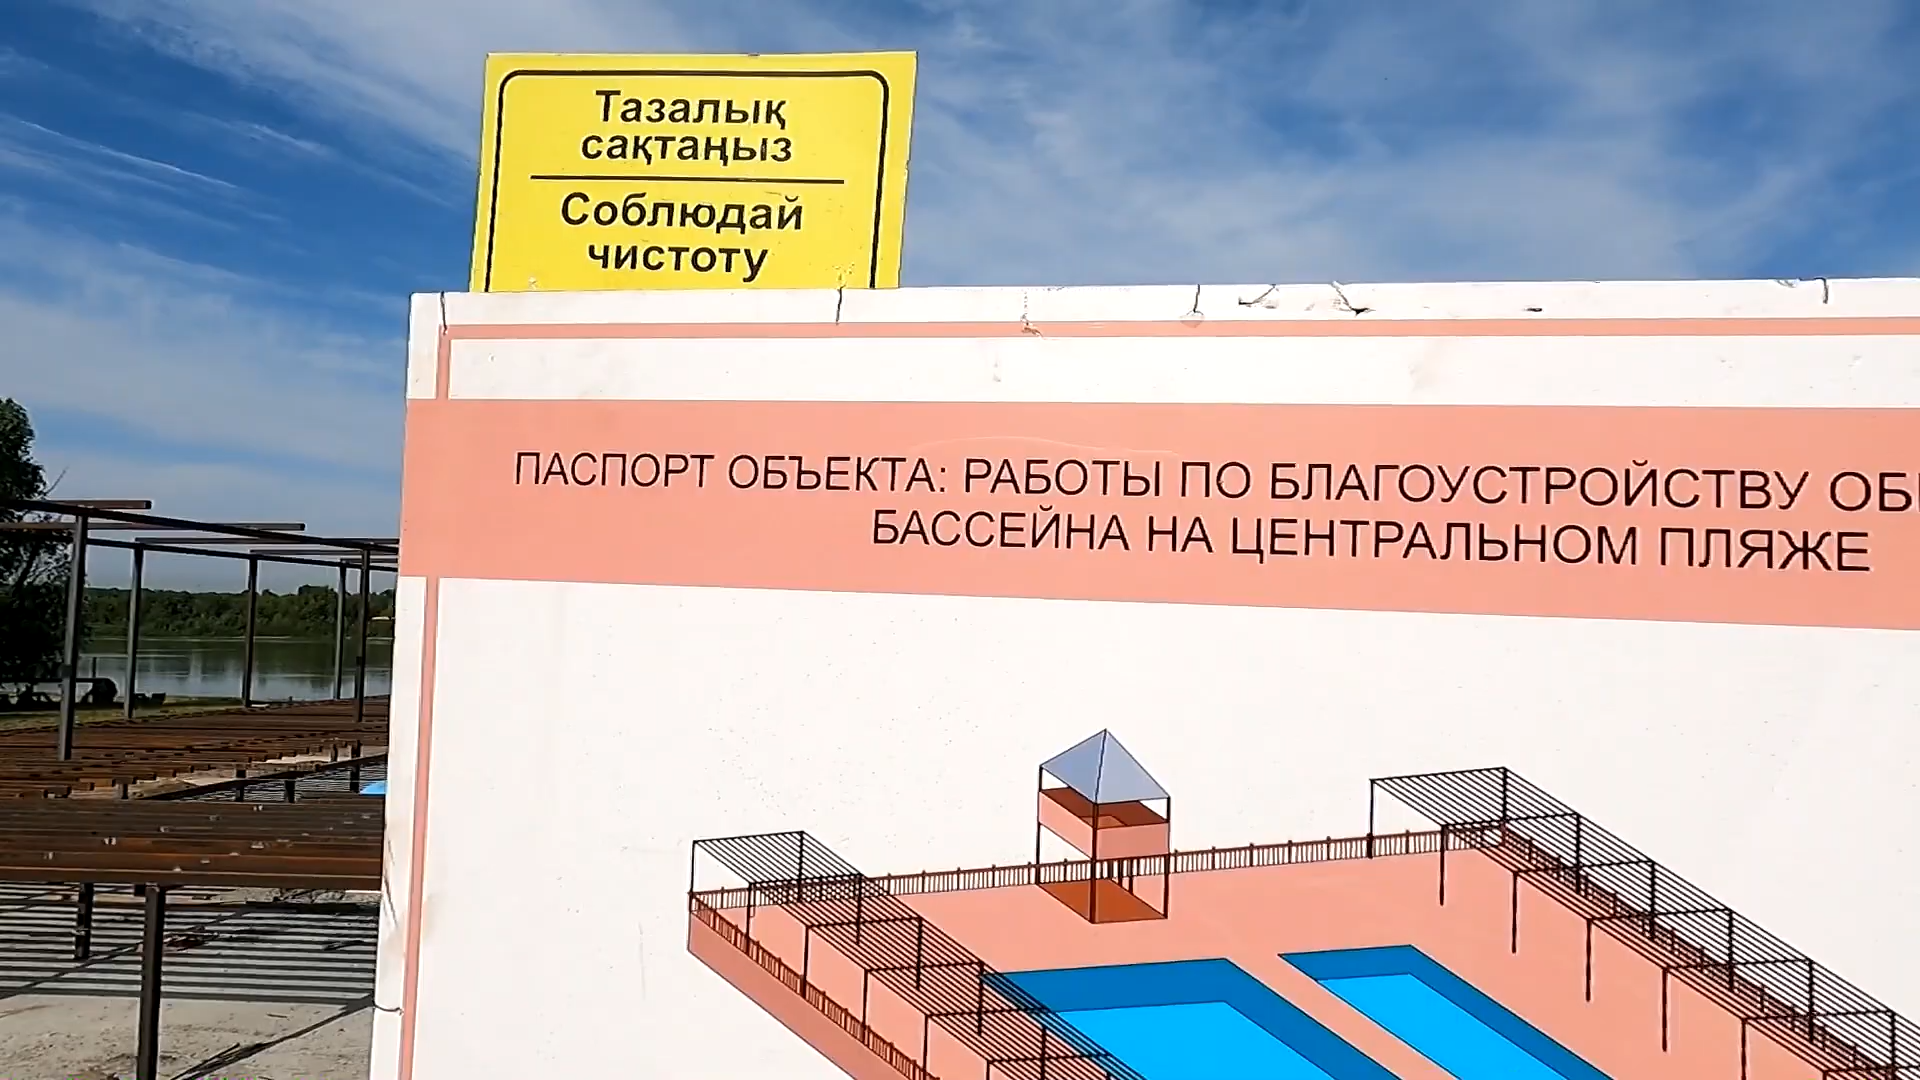 Тазалық
сақтаңыз
Соблюдай
чистоту
ПАСПОРТ ОБЪЕКТА: РАБОТЫ ПО БЛАГОУСТРОЙСТВУ
БАССЕЙНА НА ЦЕНТРАЛЬНОМ ПЛЯЖЕ